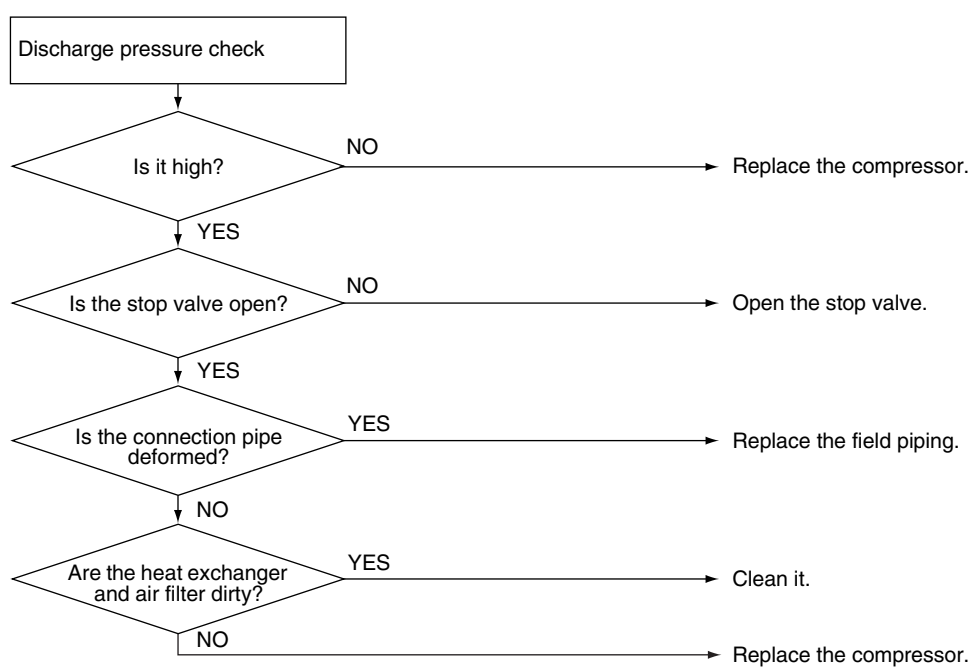 Discharge pressure check
Is it high?
NO
Replace the compressor.
YES
Is the stop valve open?
NO
Open the stop valve.
YES
Is the connection pipe
deformed?
YES
Replace the field piping.
NO
Are the heat exchanger
and air filter dirty?
YES
Clean it.
NO
Replace the compressor.